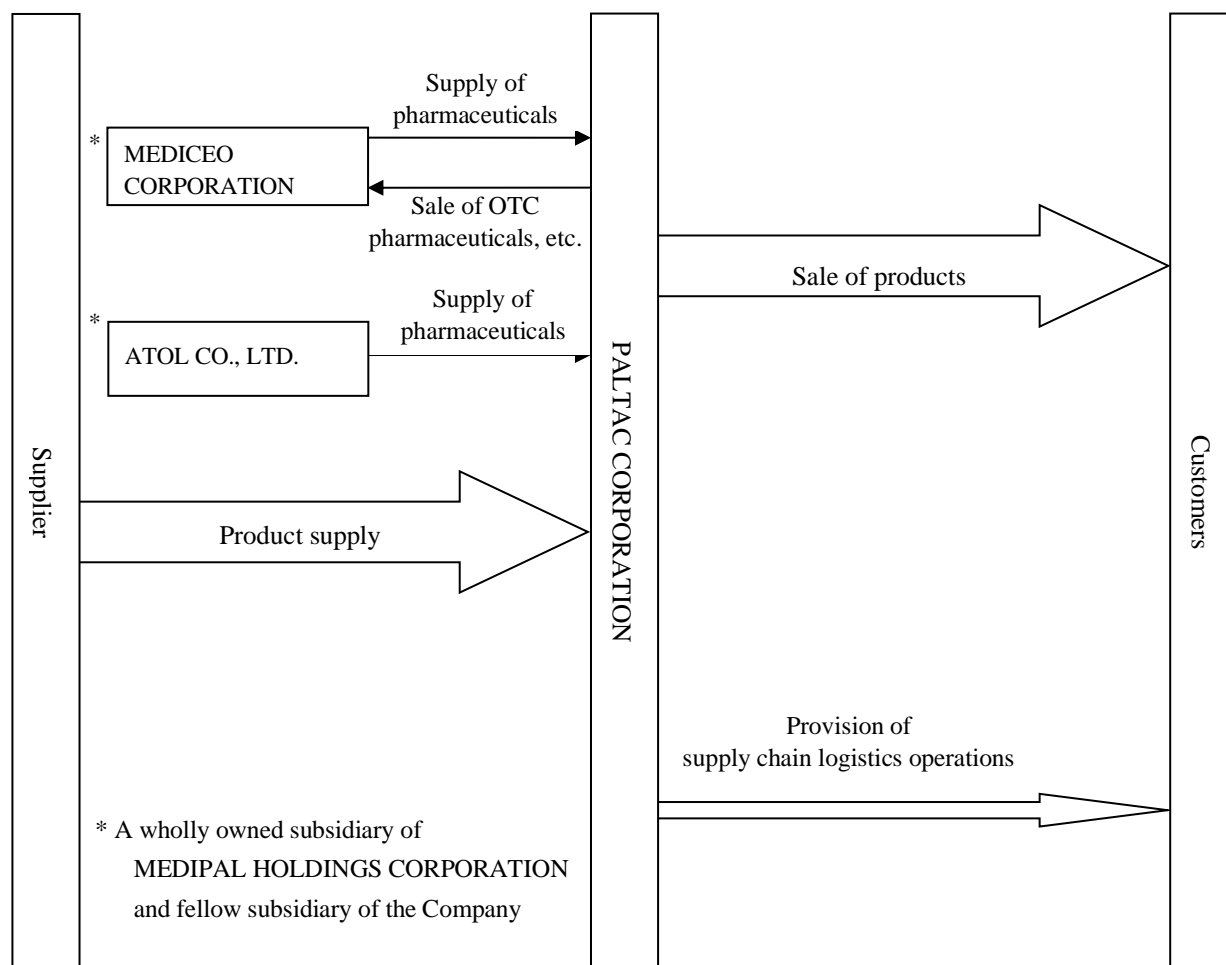 Supply of
pharmaceuticals
*
MEDICEO
CORPORATION
Sale of OTC
pharmaceuticals, etc.
Sale of products
Supply of
pharmaceuticals
*
ATOL CO., LTD.
PALTAC CORPORATION
Supplier
Customers
Product supply
Provision of
supply chain logistics operations
* A wholly owned subsidiary of
MEDIPAL HOLDINGS CORPORATION
and fellow subsidiary of the Company